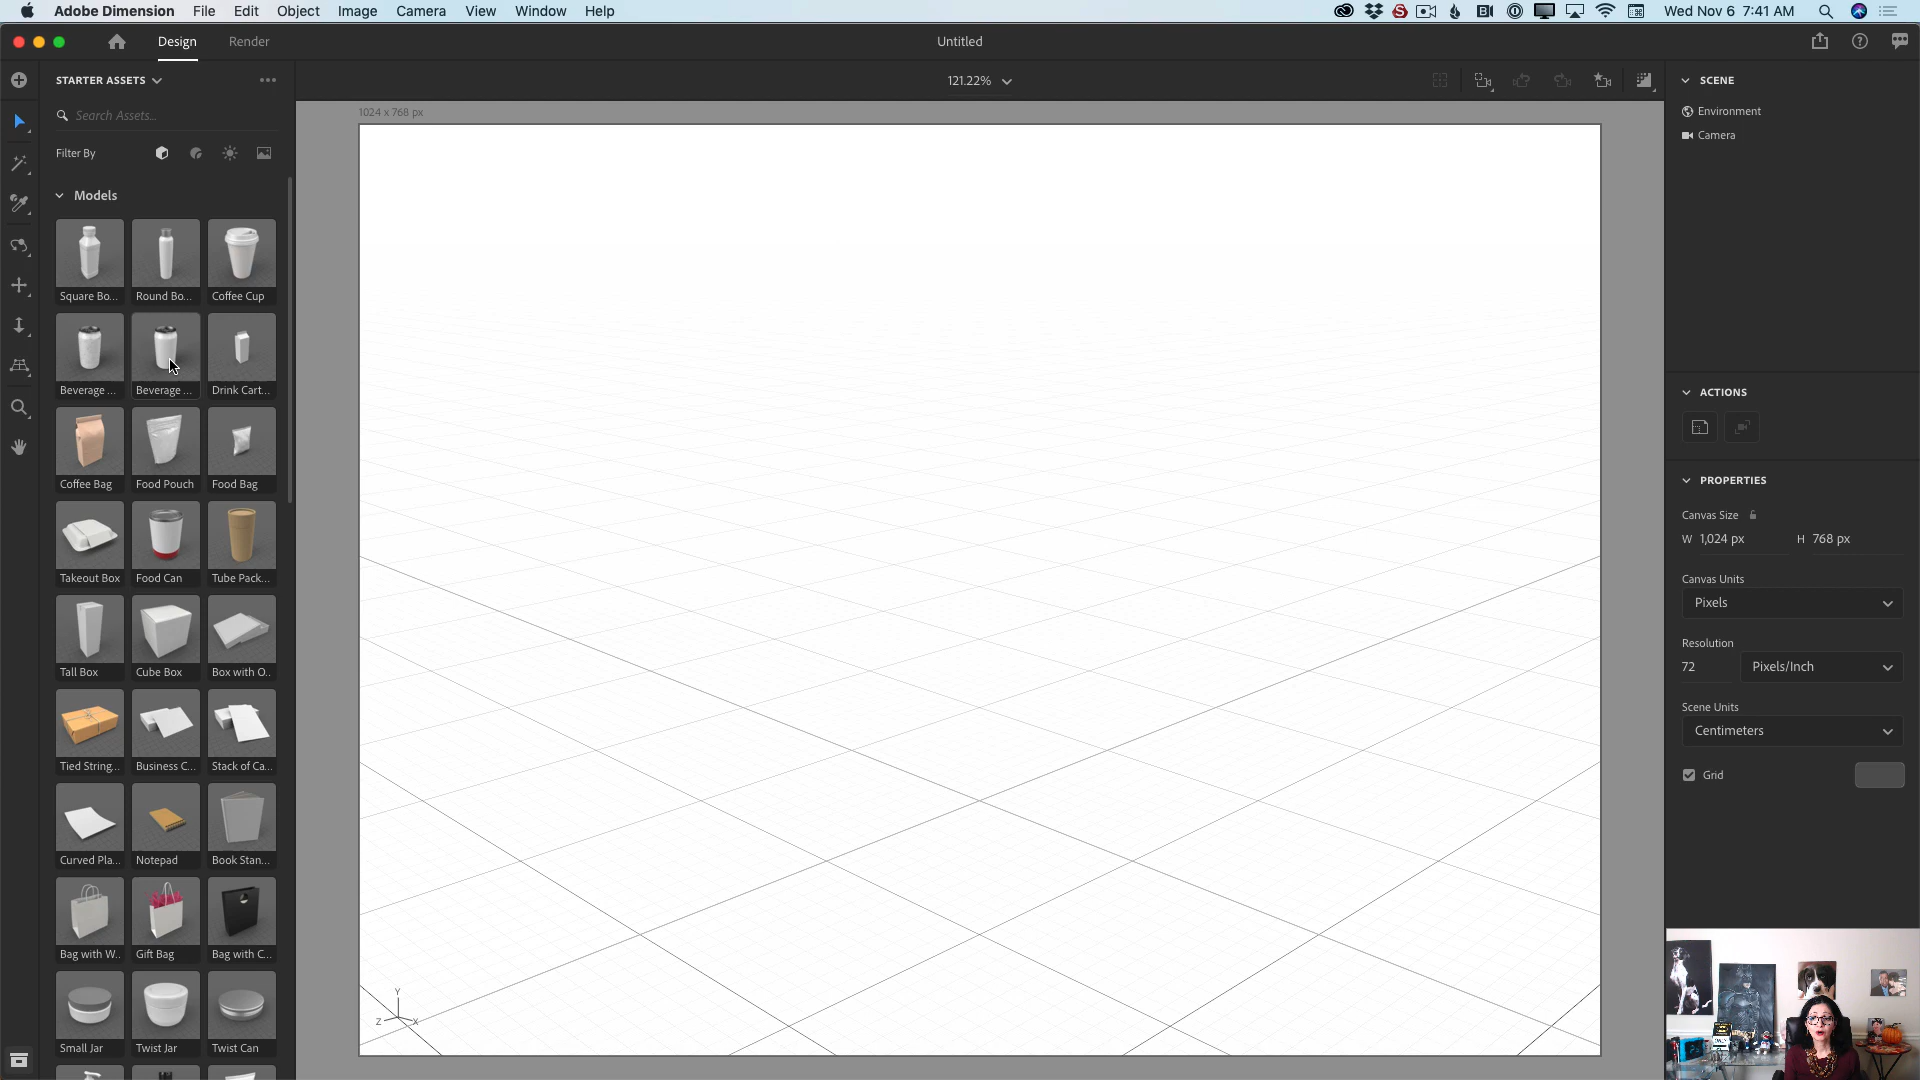 Adobe Dimension File Edit Object Image Camera View Window Help Wed Nov 6 7:41 AM
Design Render Untitled
STARTER ASSETS
121.22%
Search Assets...
Filter By
Models
Square Bo... Round Bo... Coffee Cup
Beverage ... Beverage ... Drink Cart...
Coffee Bag Food Pouch Food Bag
Takeout Box Food Can Tube Pack...
Tall Box Cube Box Box with O..
Tied String... Business C... Stack of Ca...
Curved Pla... Notepad Book Stan...
Bag with W.. Gift Bag Bag with C...
Small Jar Twist Jar Twist Can
1024 x 768 px
Y
Z X
SCENE
Environment
Camera
ACTIONS
PROPERTIES
Canvas Size
W 1,024 px H 768 px
Canvas Units
Pixels
Resolution
72 Pixels/Inch
Scene Units
Centimeters
Grid